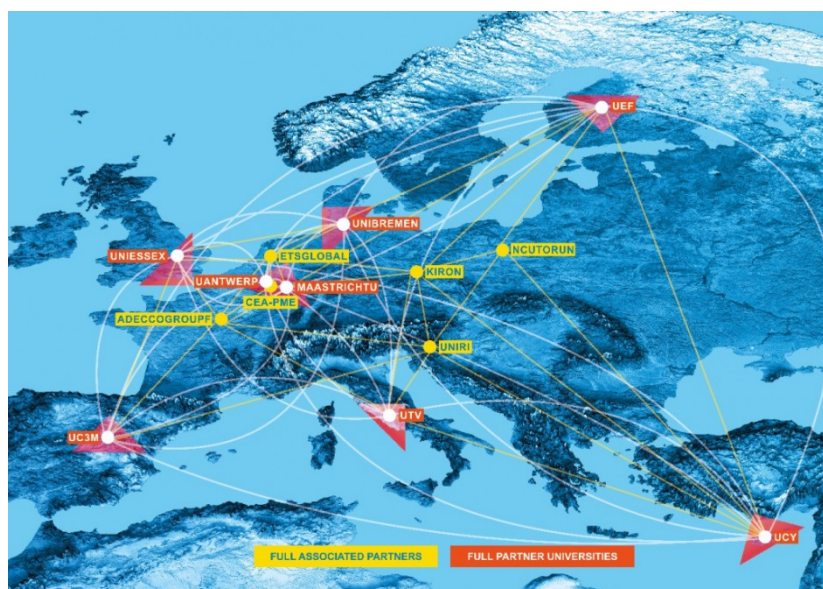 UEF
UNIBREMEN
UNIESSEX
ETSGLOBAL
NCUTORUN
KIRON
UANTWERP
MAASTRICHTU
CEA-PME
ADECCOGROUPF
UNIRI
UTV
UC3M
UCY
FULL ASSOCIATED PARTNERS
FULL PARTNER UNIVERSITIES